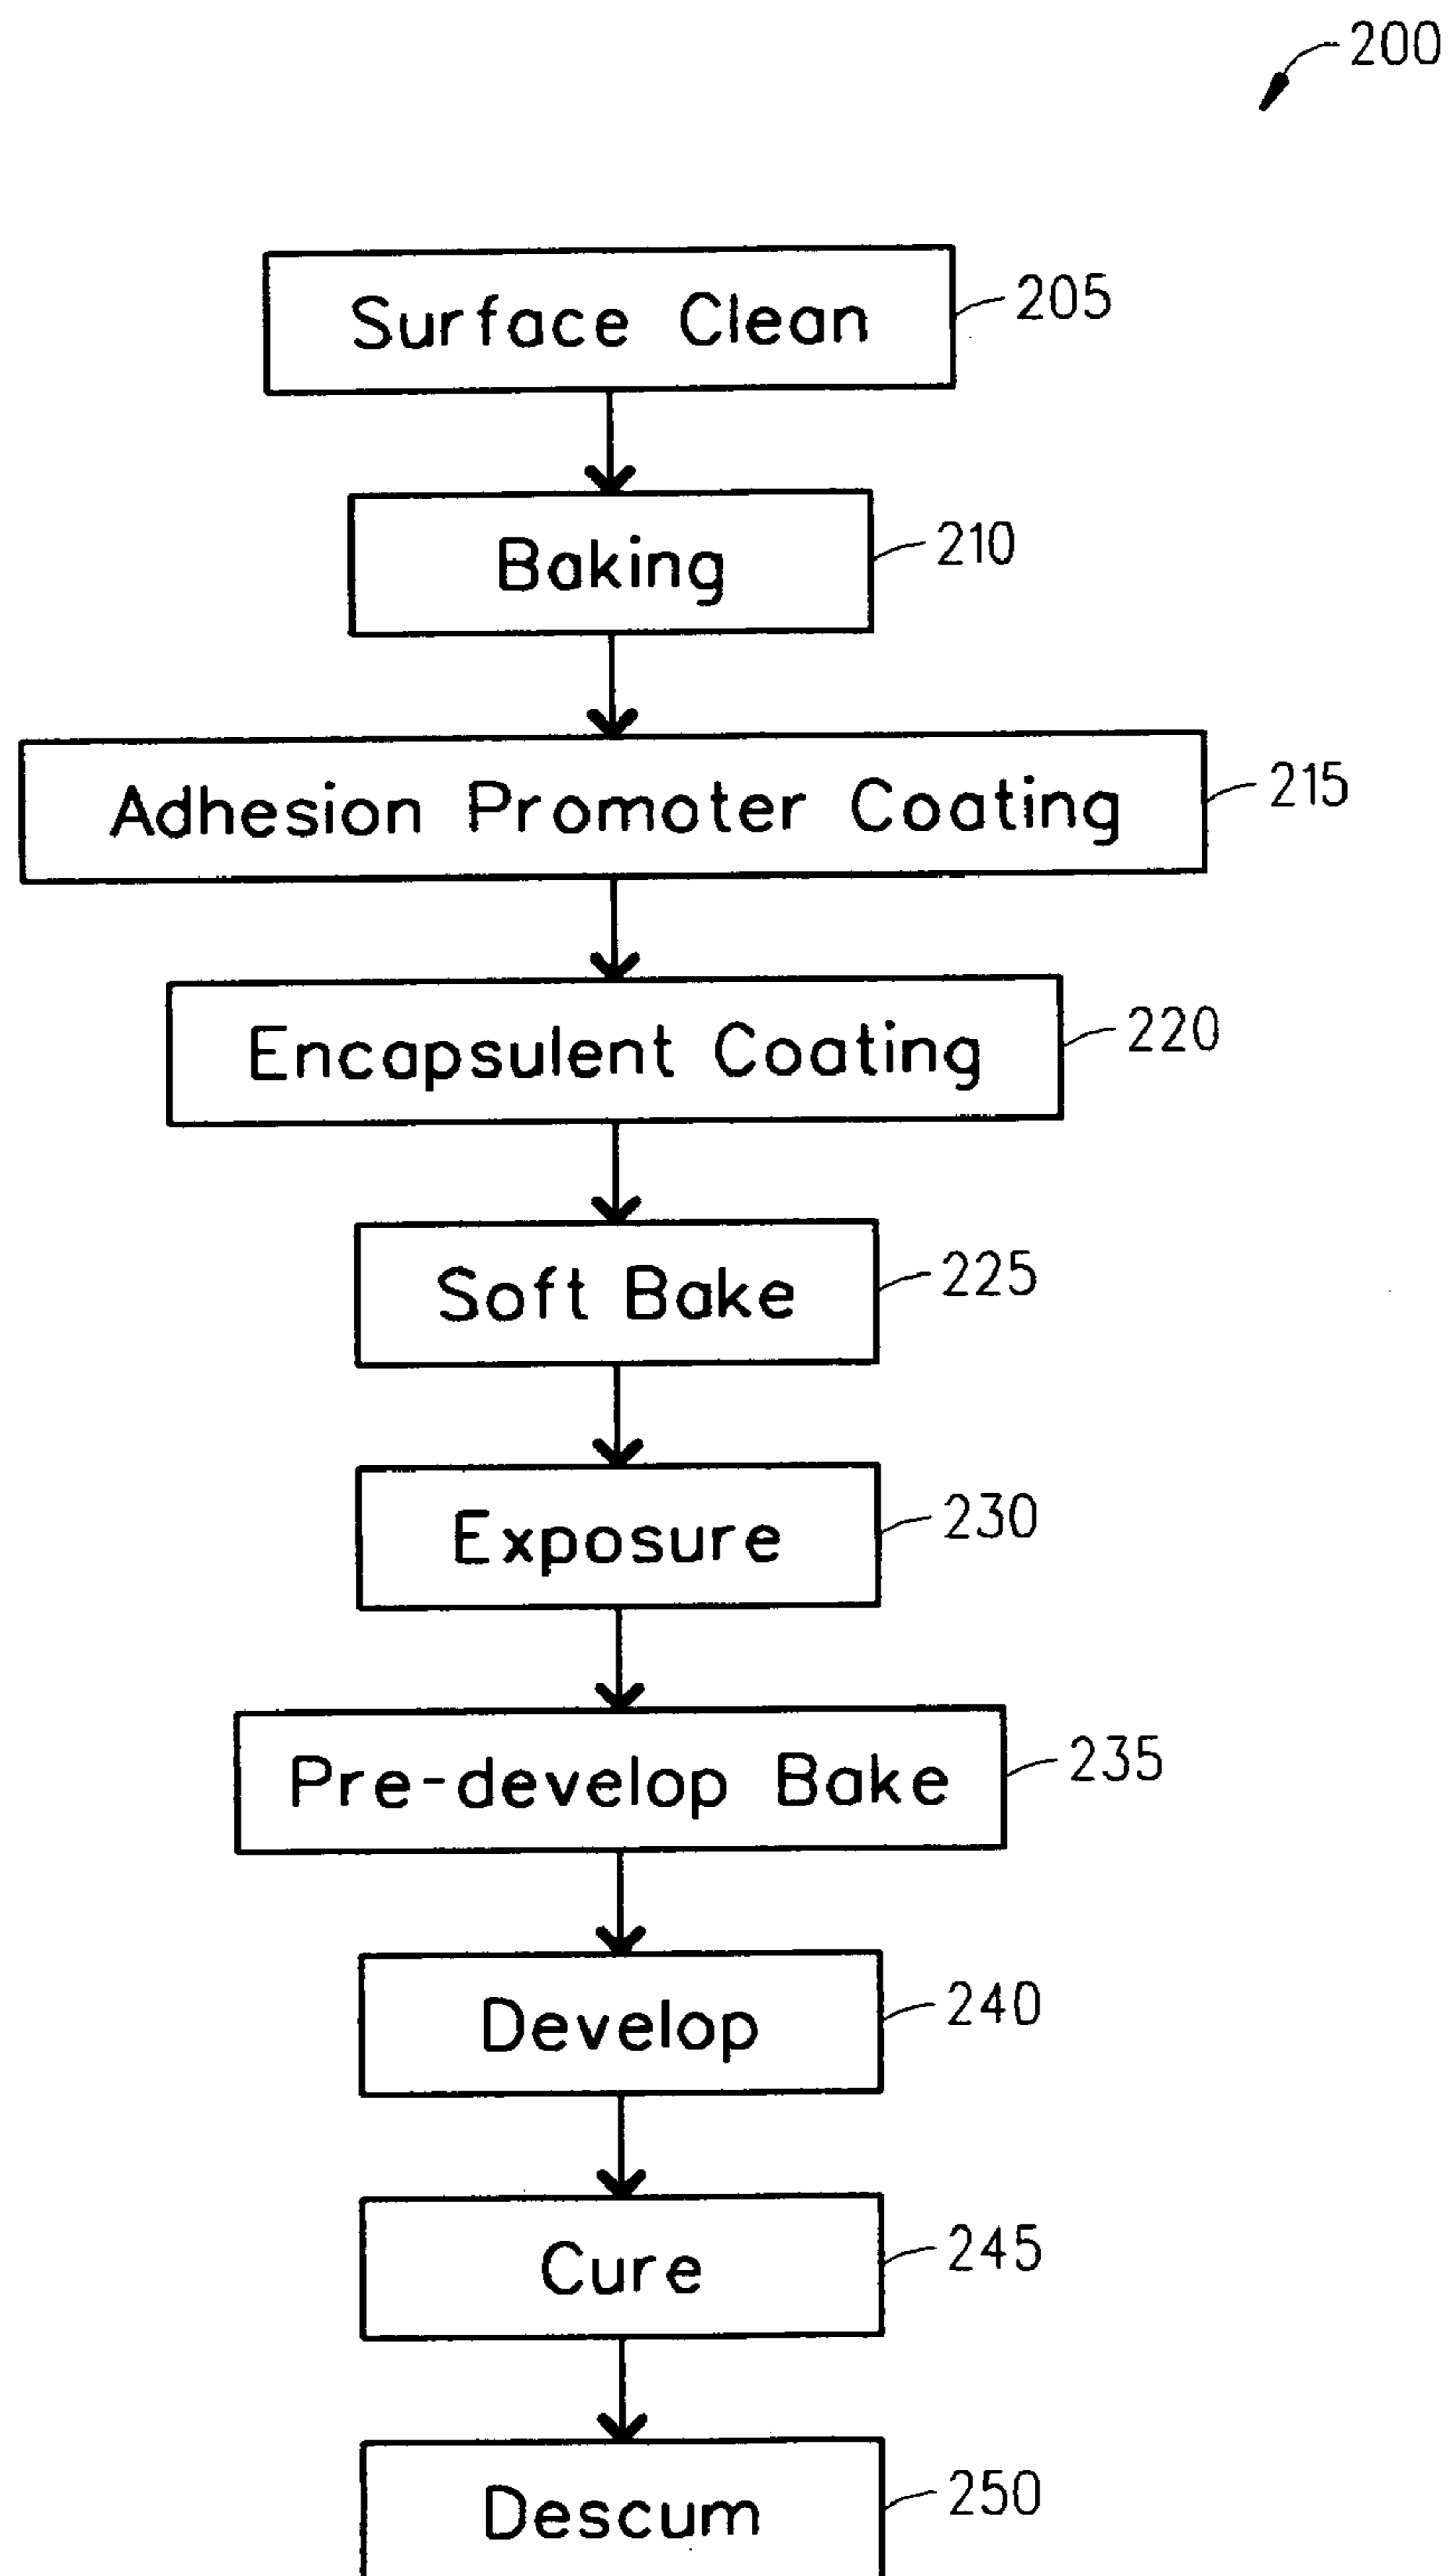 200
Surface Clean 205
Baking 210
Adhesion Promoter Coating 215
Encapsulent Coating 220
Soft Bake 225
Exposure 230
Pre-develop Bake 235
Develop 240
Cure 245
Descum 250